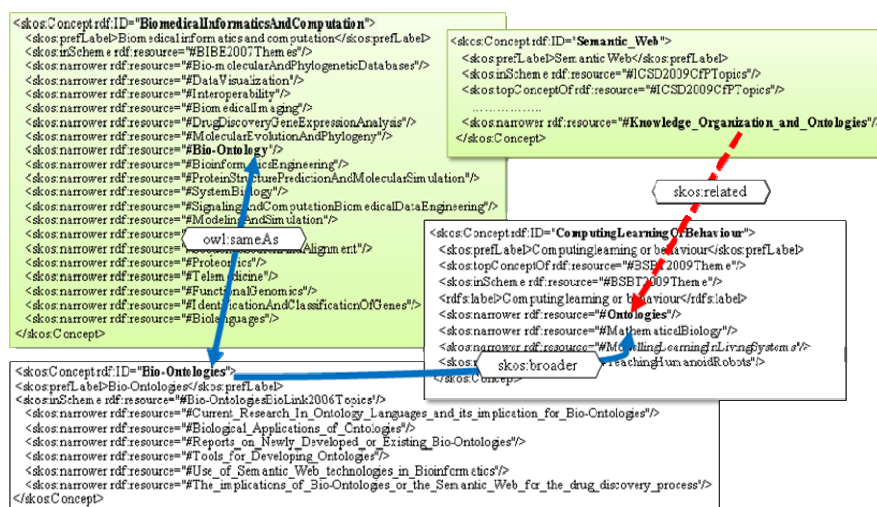 <skos:Concept rdf:ID="BiomedicalInformaticsAndComputation">
<skos:prefLabel>Biomedical informatics and computation</skos:prefLabel>
<skos:inScheme rdf:resource="#BIBE2007Themes"/>
<skos:narrower rdf:resource="#Bio-molecularAndPhylogeneticDatabases"/>
<skos:narrower rdf:resource="#DataVisualization"/>
<skos:narrower rdf:resource="#Interoperability"/>
<skos:narrower rdf:resource="#BiomedicalImaging"/>
<skos:narrower rdf:resource="#DrugDiscoveryGeneExpressionAnalysis"/>
<skos:narrower rdf:resource="#MolecularEvolutionAndPhylogeny"/>
<skos:narrower rdf:resource="#Bio-Ontology"/>
<skos:narrower rdf:resource="#BioinformaticsEngineering"/>
<skos:narrower rdf:resource="#ProteinStructurePredictionAndMolecularSimulation"/>
<skos:narrower rdf:resource="#SystemBiology"/>
<skos:narrower rdf:resource="#SignalingAndComputationBiomedicalDataEngineering"/>
<skos:narrower rdf:resource="#ModelingAndSimulation"/>
<skos:narrower
owl:sameAs
<skos:narrower Alignment"/>
<skos:narrower rdf:resource="#Proteomics"/>
<skos:narrower rdf:resource="#Telemedicine"/>
<skos:narrower rdf:resource="#FunctionalGenomics"/>
<skos:narrower rdf:resource="#IdentificationAndClassificationOfGenes"/>
<skos:narrower rdf:resource="#Biolanguages"/>
</skos:Concept>
<skos:Concept rdf:ID="Semantic_Web">
<skos:prefLabel>Semantic Web</skos:prefLabel>
<skos:inScheme rdf:resource="#ICSD2009CfPTopics"/>
<skos:topConceptOf rdf:resource="#ICSD2009CfPTopics"/>
................
<skos:narrower rdf:resource="#Knowledge_Organization_and_Ontologies"/>
</skos:Concept>
skos:related
<skos:Concept rdf:ID="ComputingLearningOfBehaviour">
<skos:prefLabel>Computing learning or behaviour</skos:prefLabel>
<skos:topConceptOf rdf:resource="#BSBT2009Theme"/>
<skos:inScheme rdf:resource="#BSBT2009Theme"/>
<rdfs:label>Computing learning or behaviour</rdfs:label>
<skos:narrower rdf:resource="#Ontologies"/>
<skos:narrower rdf:resource="#MathematicalBiology"/>
<skos:narrower rdf:resource="#ModellingLearningInLivingSystems"/>
TeachingHumanoidRobots"/>
</skos:Concept>
skos:broader
<skos:Concept rdf:ID="Bio-Ontologies">
<skos:prefLabel>Bio-Ontologies</skos:prefLabel>
<skos:inScheme rdf:resource="#Bio-OntologiesBioLink2006Topics"/>
<skos:narrower rdf:resource="#Current_Research_In_Ontology_Languages_and_its_implication_for_Bio-Ontologies"/>
<skos:narrower rdf:resource="#Biological_Applications_of_Ontologies"/>
<skos:narrower rdf:resource="#Reports_on_Newly_Developed_or_Existing_Bio-Ontologies"/>
<skos:narrower rdf:resource="#Tools_for_Developing_Ontologies"/>
<skos:narrower rdf:resource="#Use_of_Semantic_Web_technologies_in_Bioinformatics"/>
<skos:narrower rdf:resource="#The_implications_of_Bio-Ontologies_or_the_Semantic_Web_for_the_drug_discovery_process"/>
</skos:Concept>